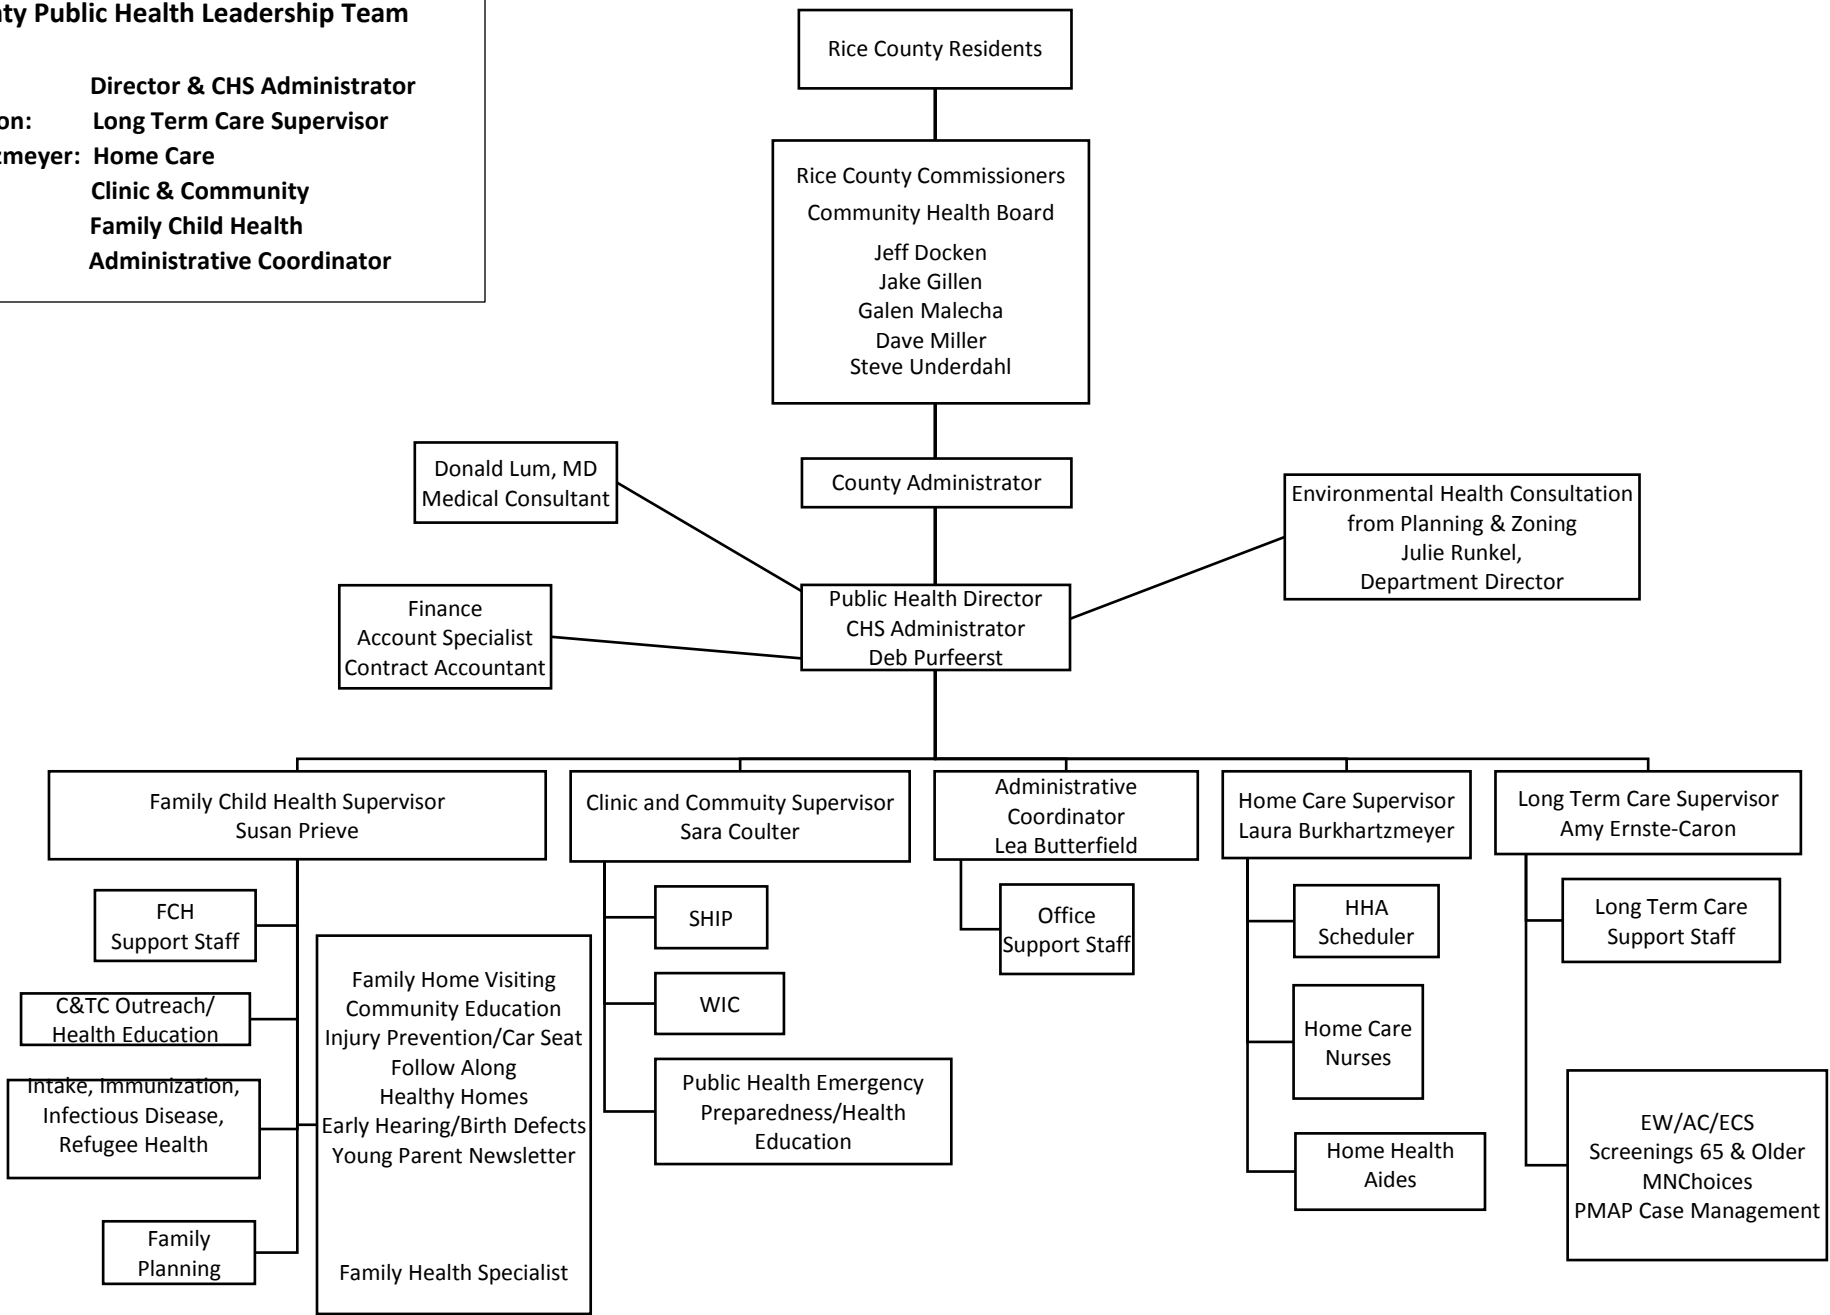 Public Health Leadership Team
Director & CHS Administrator
Long Term Care Supervisor
Home Care
Clinic & Community
Family Child Health
Administrative Coordinator
Rice County Residents
Rice County Commissioners
Community Health Board
Jeff Docken
Jake Gillen
Galen Malecha
Dave Miller
Steve Underdahl
Donald Lum, MD
Medical Consultant
County Administrator
Environmental Health Consultation
from Planning & Zoning
Julie Runkel,
Department Director
Finance
Account Specialist
Contract Accountant
Public Health Director
CHS Administrator
Deb Purfeerst
Family Child Health Supervisor
Susan Prieve
Clinic and Commuity Supervisor
Sara Coulter
Administrative
Coordinator
Lea Butterfield
Home Care Supervisor
Laura Burkhartzmeyer
Long Term Care Supervisor
Amy Ernste-Caron
FCH
Support Staff
C&TC Outreach/
Health Education
Intake, Immunization,
Infectious Disease,
Refugee Health
Family
Planning
Family Home Visiting
Community Education
Injury Prevention/Car Seat
Follow Along
Healthy Homes
Early Hearing/Birth Defects
Young Parent Newsletter
Family Health Specialist
SHIP
WIC
Public Health Emergency
Preparedness/Health
Education
Office
Support Staff
HHA
Scheduler
Home Care
Nurses
Home Health
Aides
Long Term Care
Support Staff
EW/AC/ECS
Screenings 65 & Older
MNChoices
PMAP Case Management